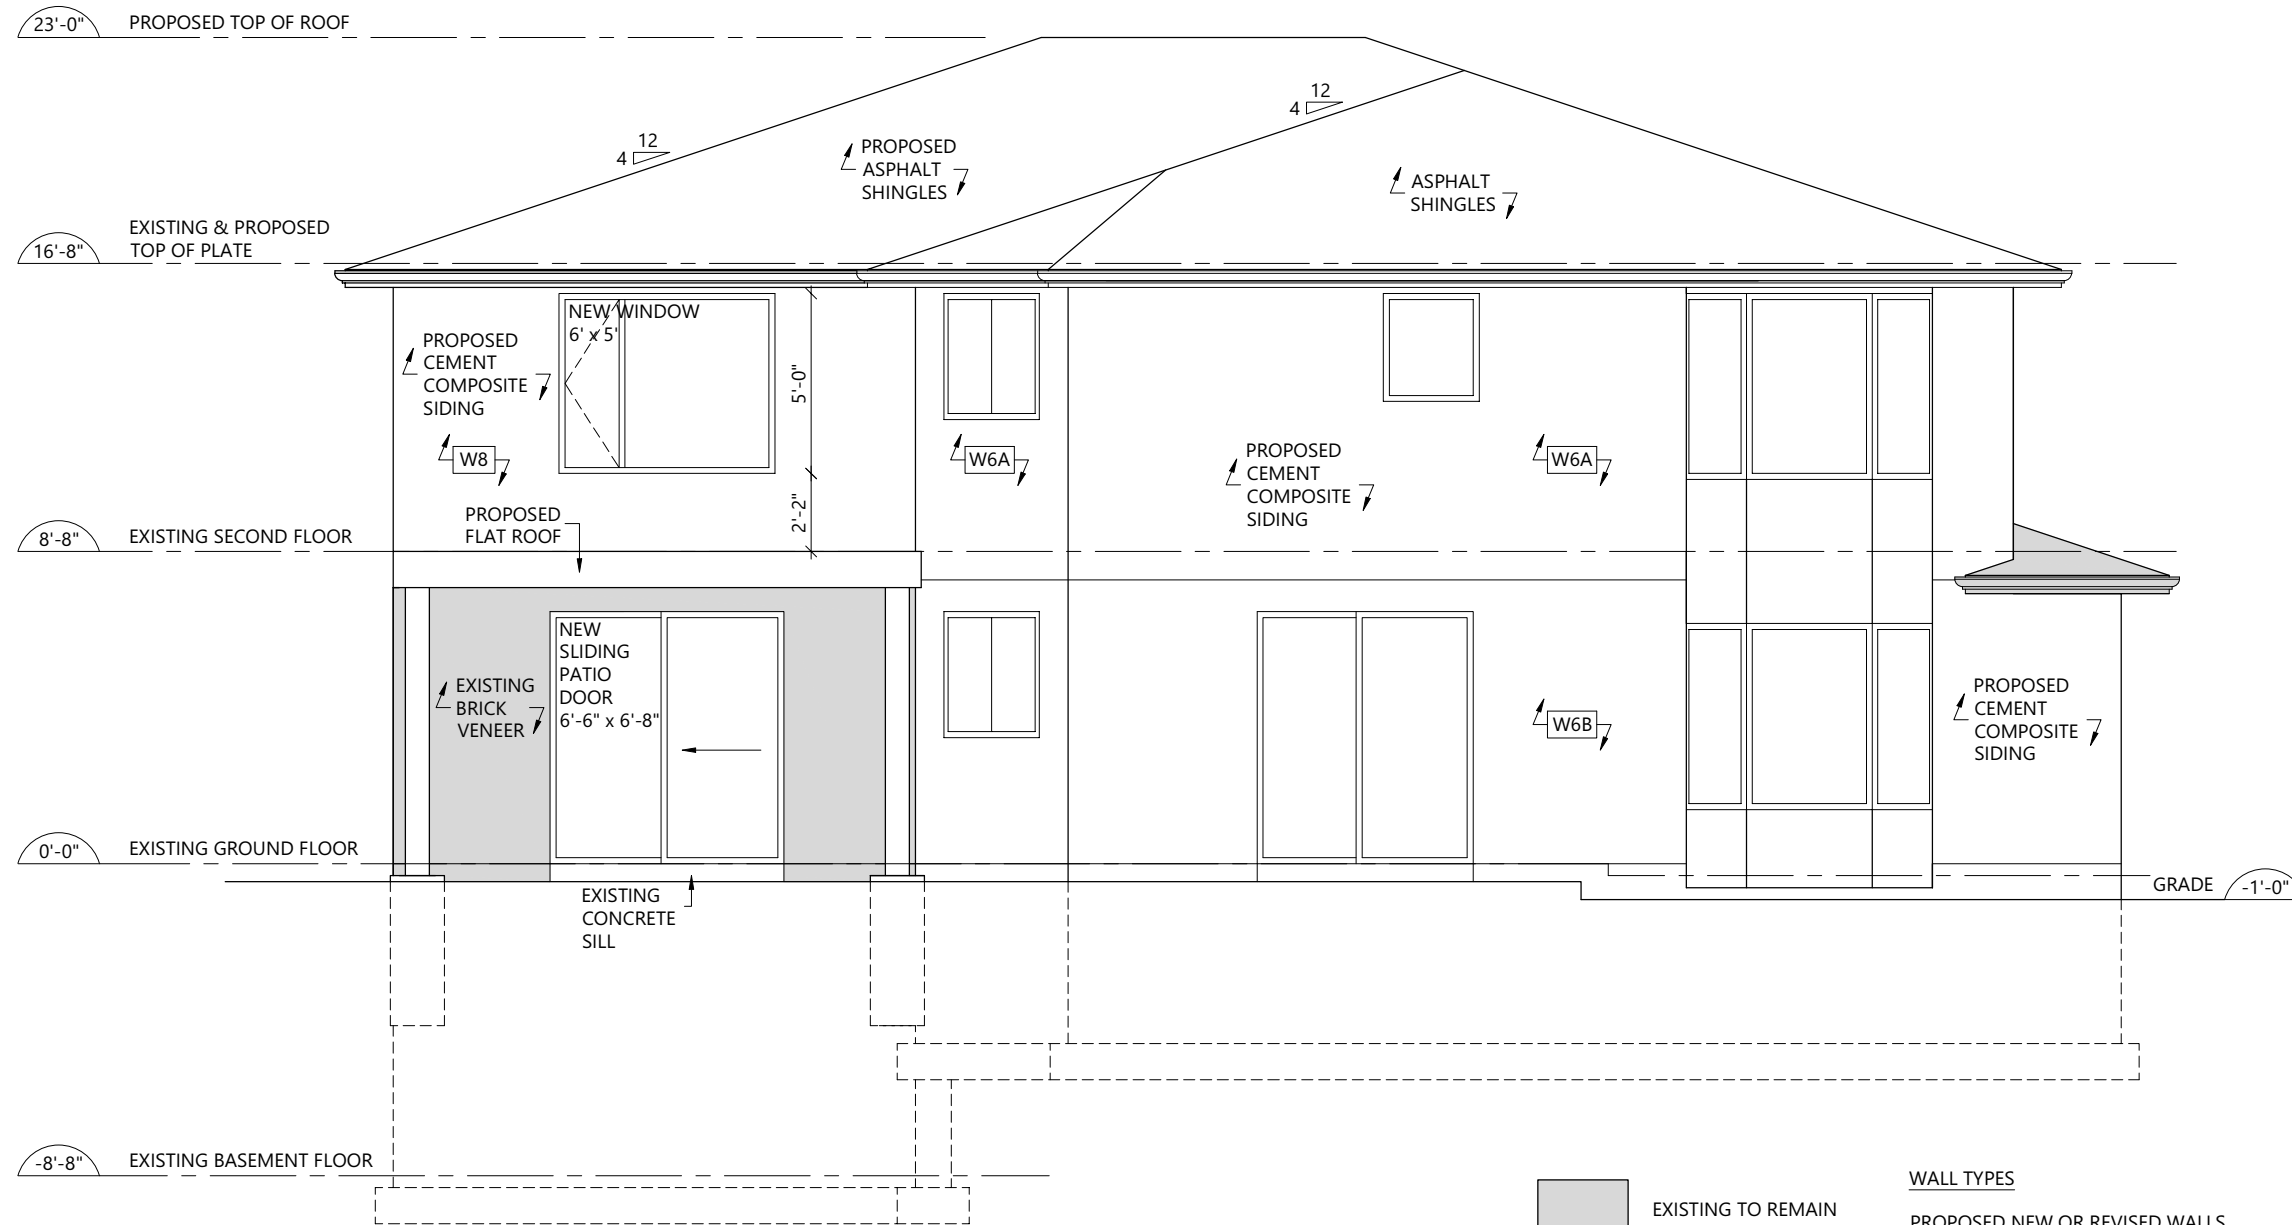 23'-0"
PROPOSED TOP OF ROOF
12
4
12
4
PROPOSED
ASPHALT
SHINGLES
ASPHALT
SHINGLES
16'-8"
EXISTING & PROPOSED
TOP OF PLATE
NEW WINDOW
6' x 5'
PROPOSED
CEMENT
COMPOSITE
SIDING
5'-0"
W8
W6A
PROPOSED
CEMENT
COMPOSITE
SIDING
W6A
2'-2"
PROPOSED
FLAT ROOF
8'-8"
EXISTING SECOND FLOOR
NEW
SLIDING
PATIO
DOOR
6'-6" x 6'-8"
EXISTING
BRICK
VENEER
W6B
PROPOSED
CEMENT
COMPOSITE
SIDING
0'-0"
EXISTING GROUND FLOOR
GRADE
-1'-0"
EXISTING
CONCRETE
SILL
-8'-8"
EXISTING BASEMENT FLOOR
EXISTING TO REMAIN
WALL TYPES
PROPOSED NEW OR REVISED WALLS